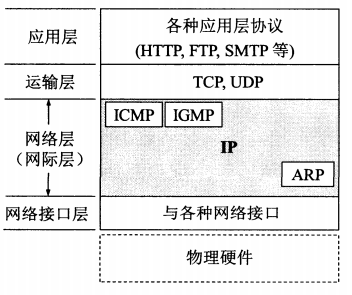 应用层
各种应用层协议
(HTTP, FTP, SMTP 等)
运输层
TCP, UDP
ICMP
IGMP
网络层
(网际层)
IP
ARP
网络接口层
与各种网络接口
物理硬件